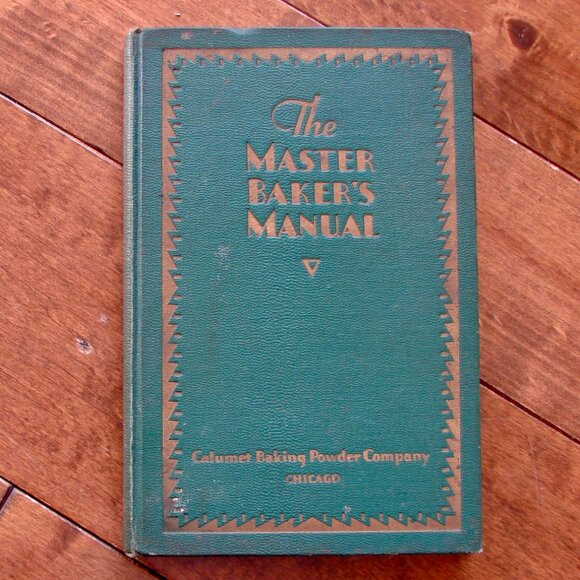 The
MASTER
BAKER'S
MANUAL
Calumet Baking Powder Company
CHICAGO